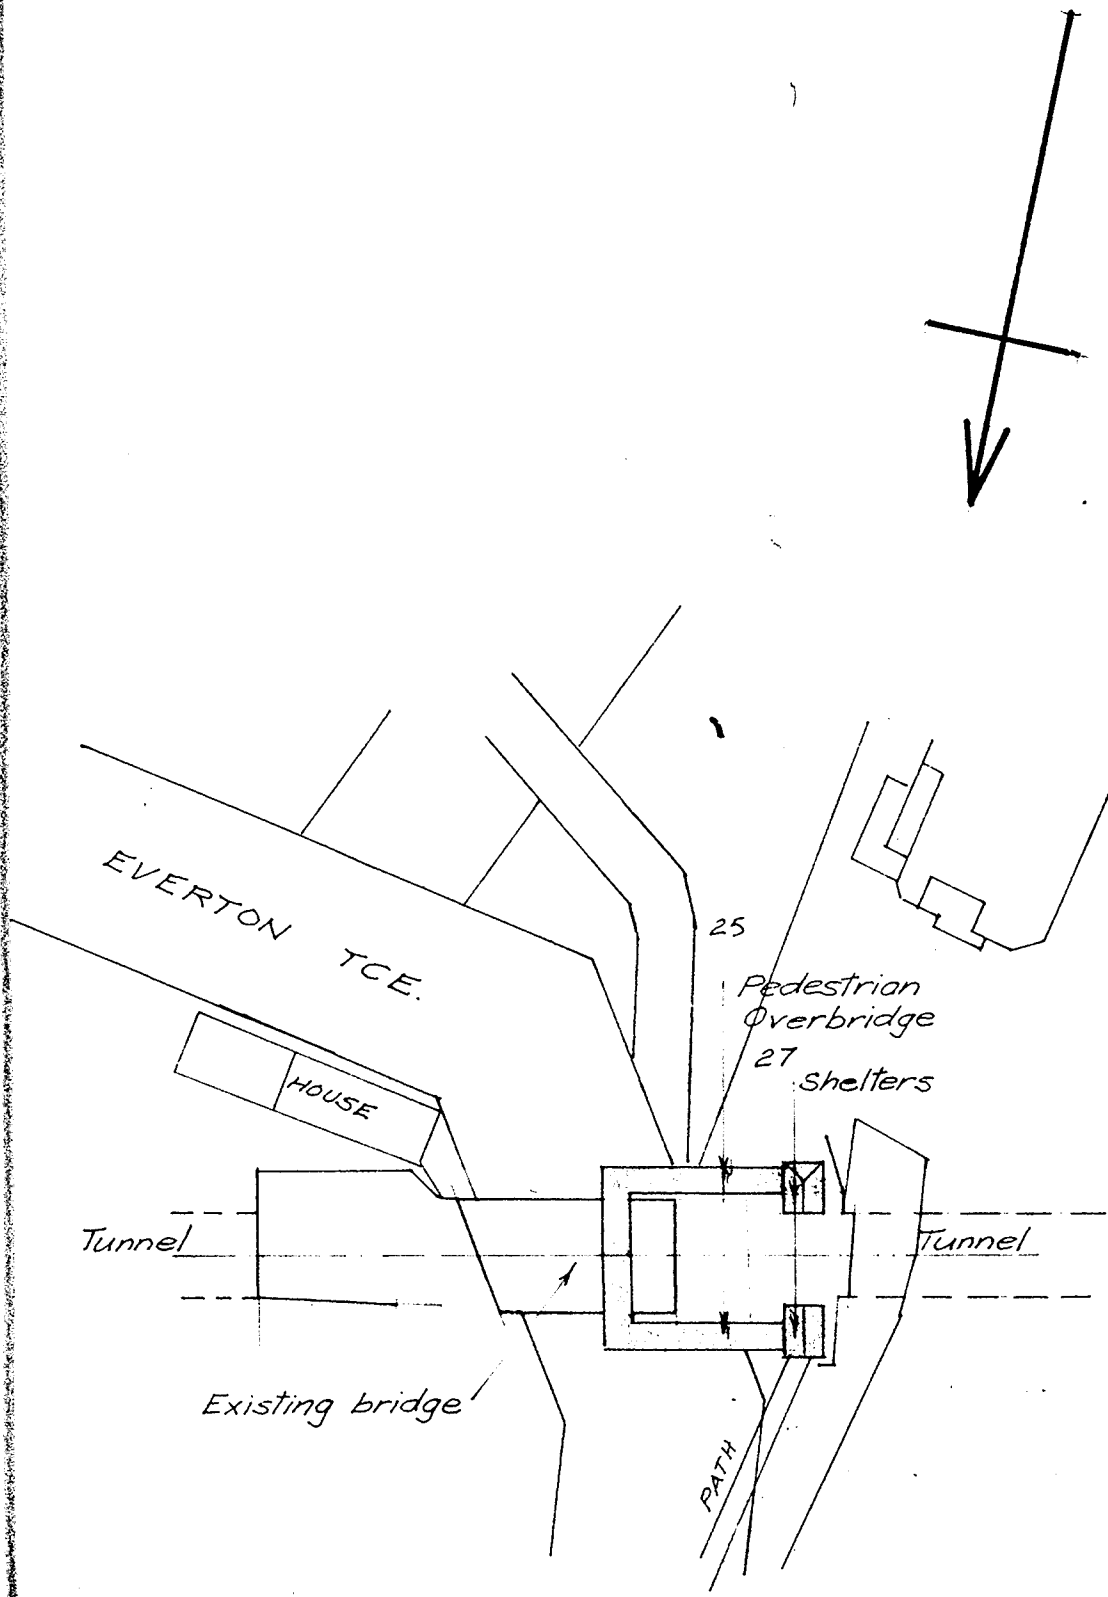 EVERTON TCE.
25
Pedestrian
Overbridge
27
Shelters
HOUSE
Tunnel
Tunnel
Existing bridge
PATH